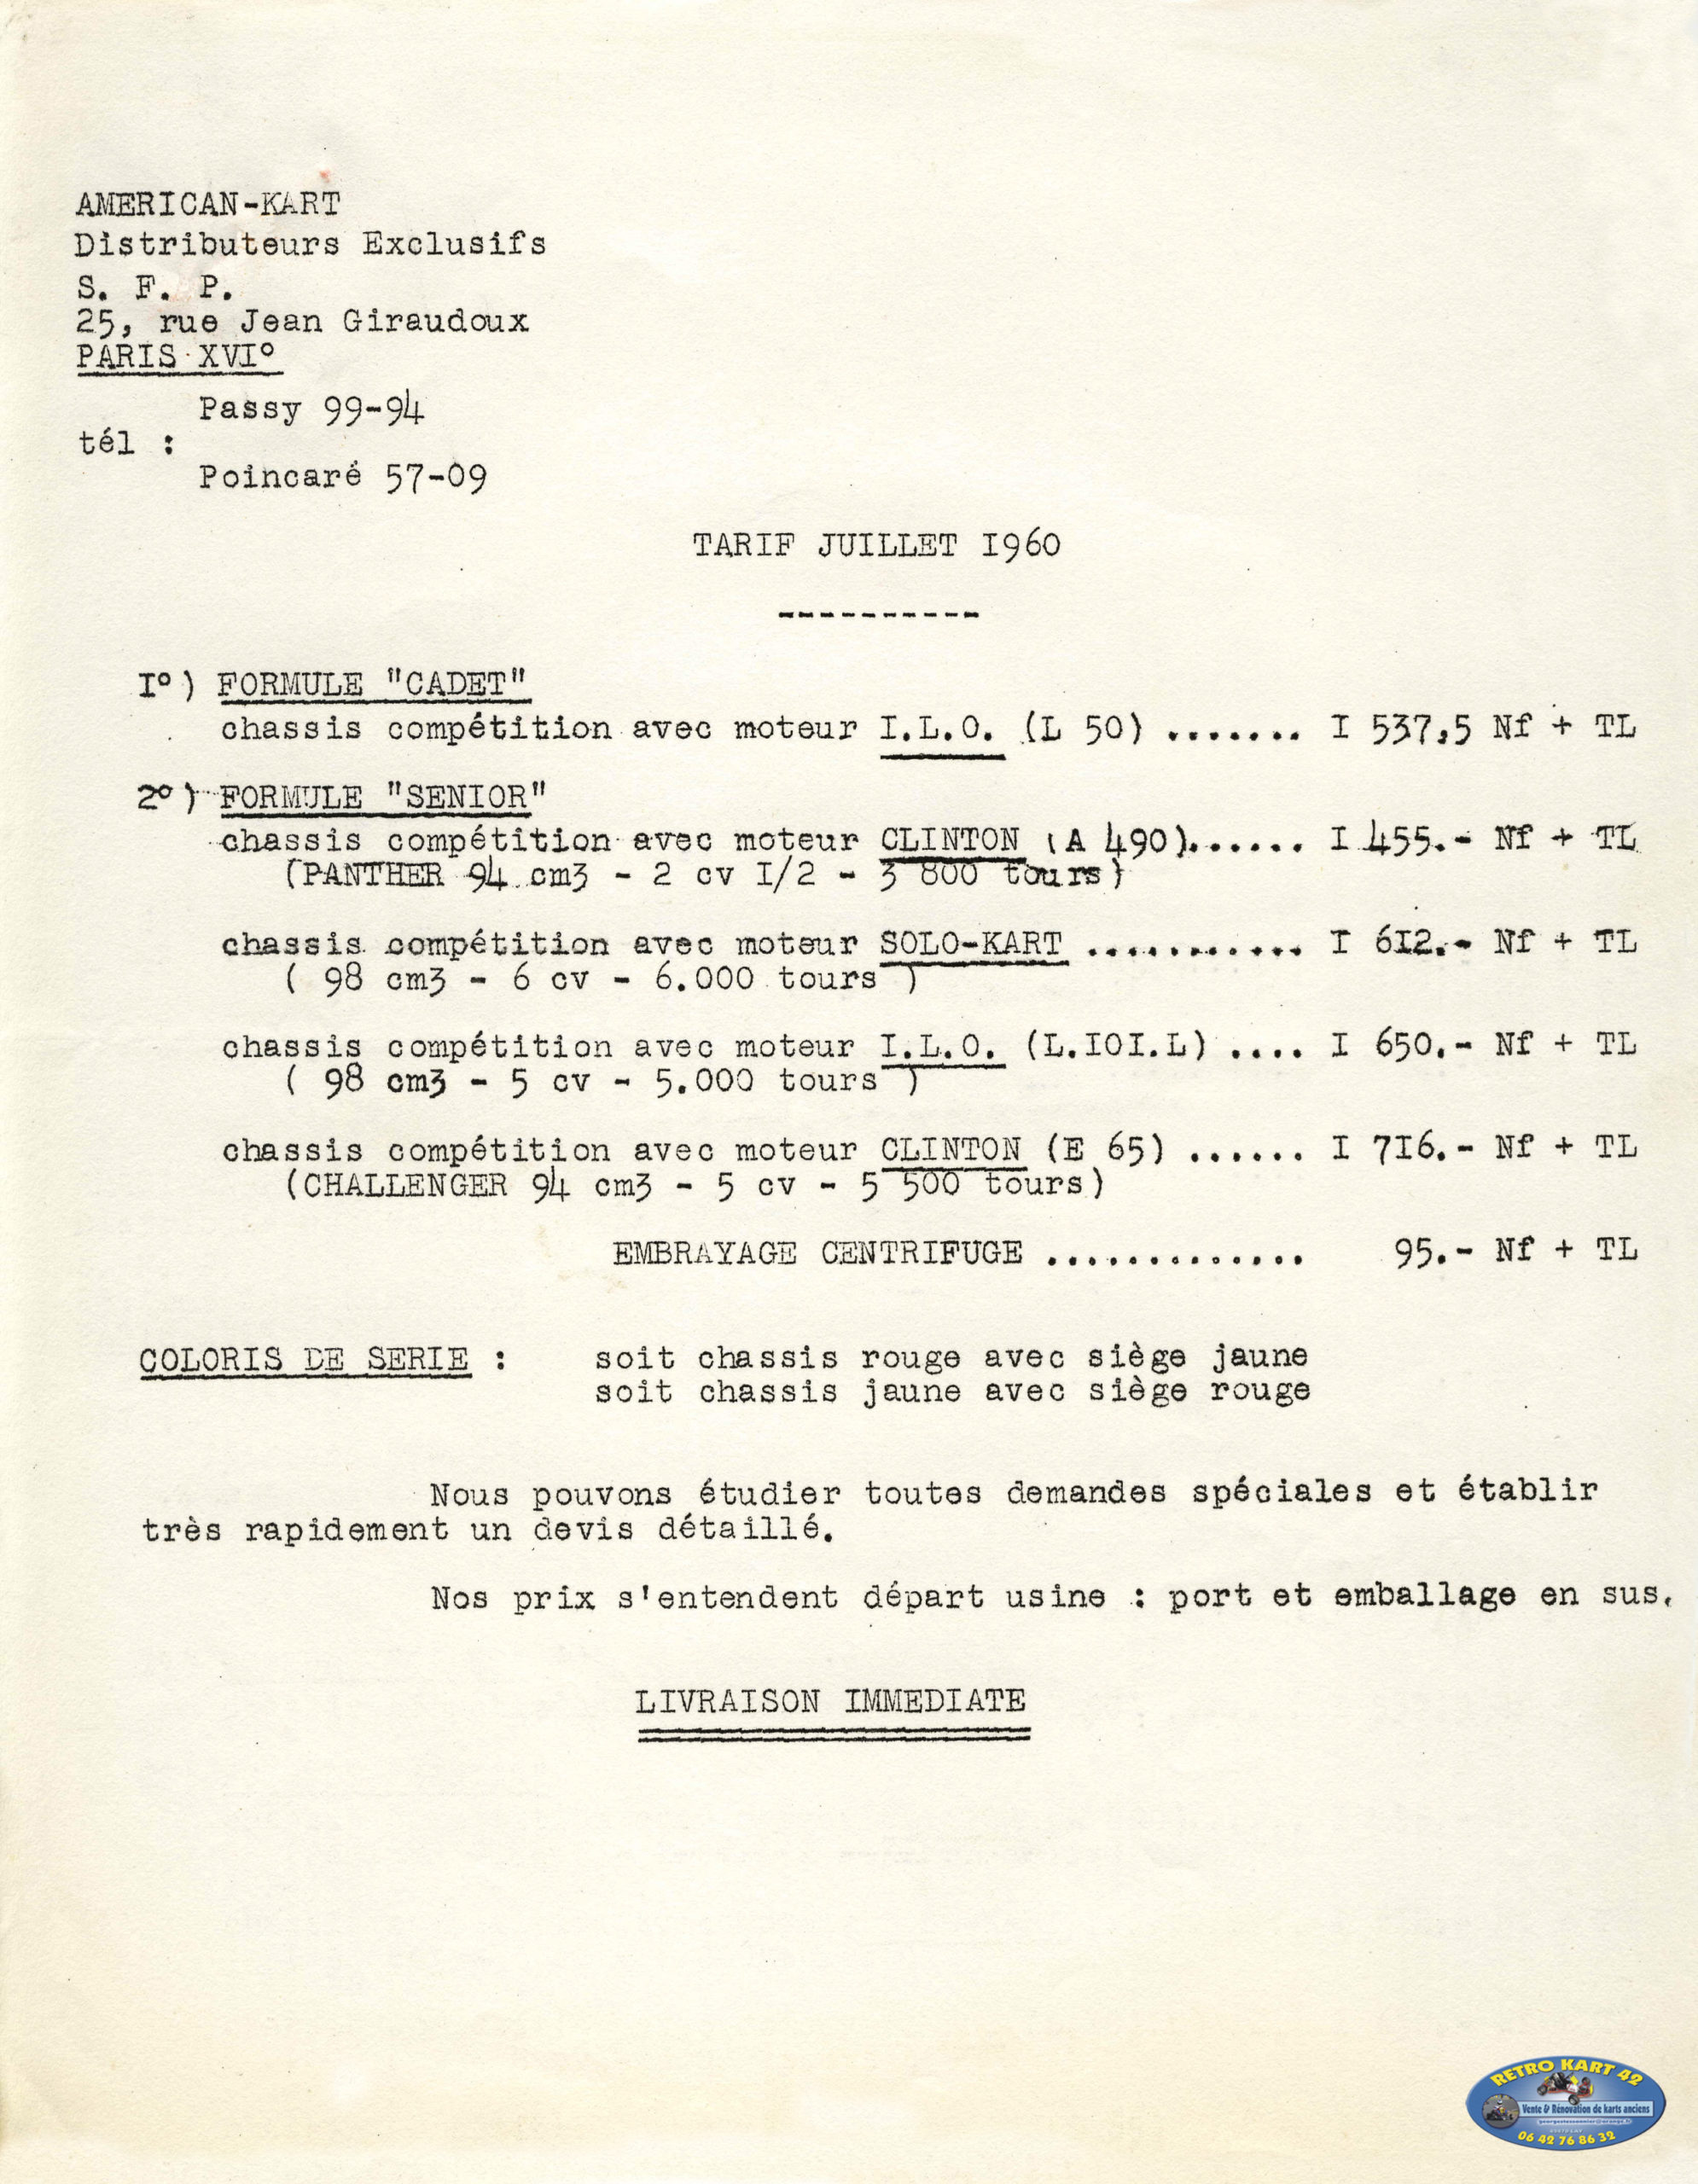 AMERICAN-KART
Distributeurs Exclusifs
S. F. P.
25, rue Jean Giraudoux
PARIS XVI°
Passy 99-94
tél :
Poincaré 57-09
TARIF JUILLET I960
----------
I°) FORMULE "CADET"
chassis compétition avec moteur I.L.O. (L 50) ....... I 537,5 Nf + TL
2°) FORMULE "SENIOR"
chassis compétition avec moteur CLINTON (A 490)...... I 455.- Nf + TL
(PANTHER 94 cm3 - 2 cv I/2 - 3 800 tours)
chassis compétition avec moteur SOLO-KART ........... I 6I2.- Nf + TL
( 98 cm3 - 6 cv - 6.000 tours )
chassis compétition avec moteur I.L.O. (L.IOI.L) .... I 650.- Nf + TL
( 98 cm3 - 5 cv - 5.000 tours )
chassis compétition avec moteur CLINTON (E 65) ...... I 7I6.- Nf + TL
(CHALLENGER 94 cm3 - 5 cv - 5 500 tours)
EMBRAYAGE CENTRIFUGE ............. 95.- Nf + TL
COLORIS DE SERIE : soit chassis rouge avec siège jaune
soit chassis jaune avec siège rouge
Nous pouvons étudier toutes demandes spéciales et établir
très rapidement un devis détaillé.
Nos prix s'entendent départ usine : port et emballage en sus.
LIVRAISON IMMEDIATE
RETRO KART 42
Vente & Rénovation de karts anciens
06 42 76 86 32